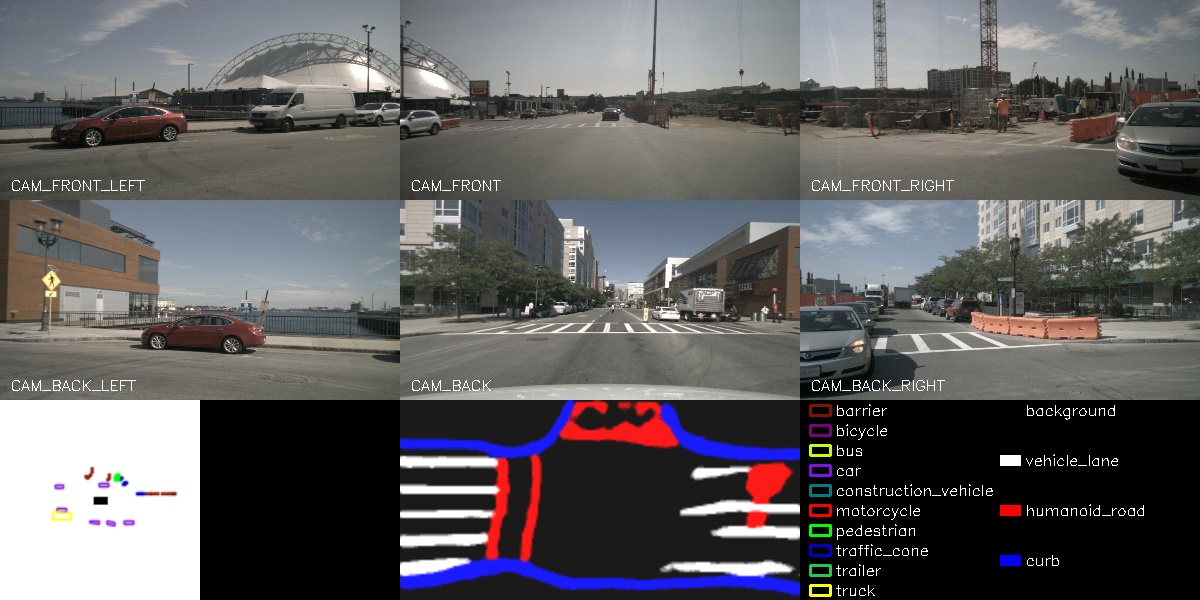 CAM_FRONT_LEFT
CAM_FRONT
CAM_FRONT_RIGHT
CAM_BACK_LEFT
CAM_BACK
LEGAL
CAM_BACK_RIGHT
barrier
bicycle
bus
car
construction_vehicle
motorcycle
pedestrian
traffic_cone
trailer
truck
background
vehicle_lane
humanoid_road
curb